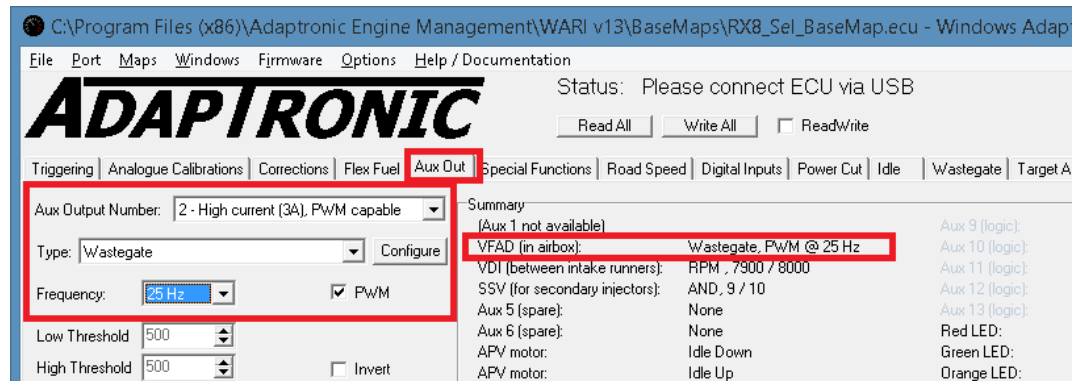 C:\Program Files (x86)\Adaptronic Engine Management\WARI v13\BaseMaps\RX8_Sel_BaseMap.ecu - Windows Adap
File Port Maps Windows Firmware Options Help / Documentation
ADAPTRONIC
Status: Please connect ECU via USB
Read All Write All ReadWrite
Triggering Analogue Calibrations Corrections Flex Fuel Aux Out Special Functions Road Speed Digital Inputs Power Cut Idle Wastegate Target A
Aux Output Number: 2 - High current (3A), PWM capable
Type: Wastegate Configure
Frequency: 25 Hz PWM
Low Threshold 500
High Threshold 500 Invert
Summary
(Aux 1 not available) Aux 9 (logic):
VFAD (in airbox): Wastegate, PWM @ 25 Hz Aux 10 (logic):
VDI (between intake runners): RPM , 7900 / 8000 Aux 11 (logic):
SSV (for secondary injectors): AND, 9 / 10 Aux 12 (logic):
Aux 5 (spare): None Aux 13 (logic):
Aux 6 (spare): None Red LED:
APV motor: Idle Down Green LED:
APV motor: Idle Up Orange LED: